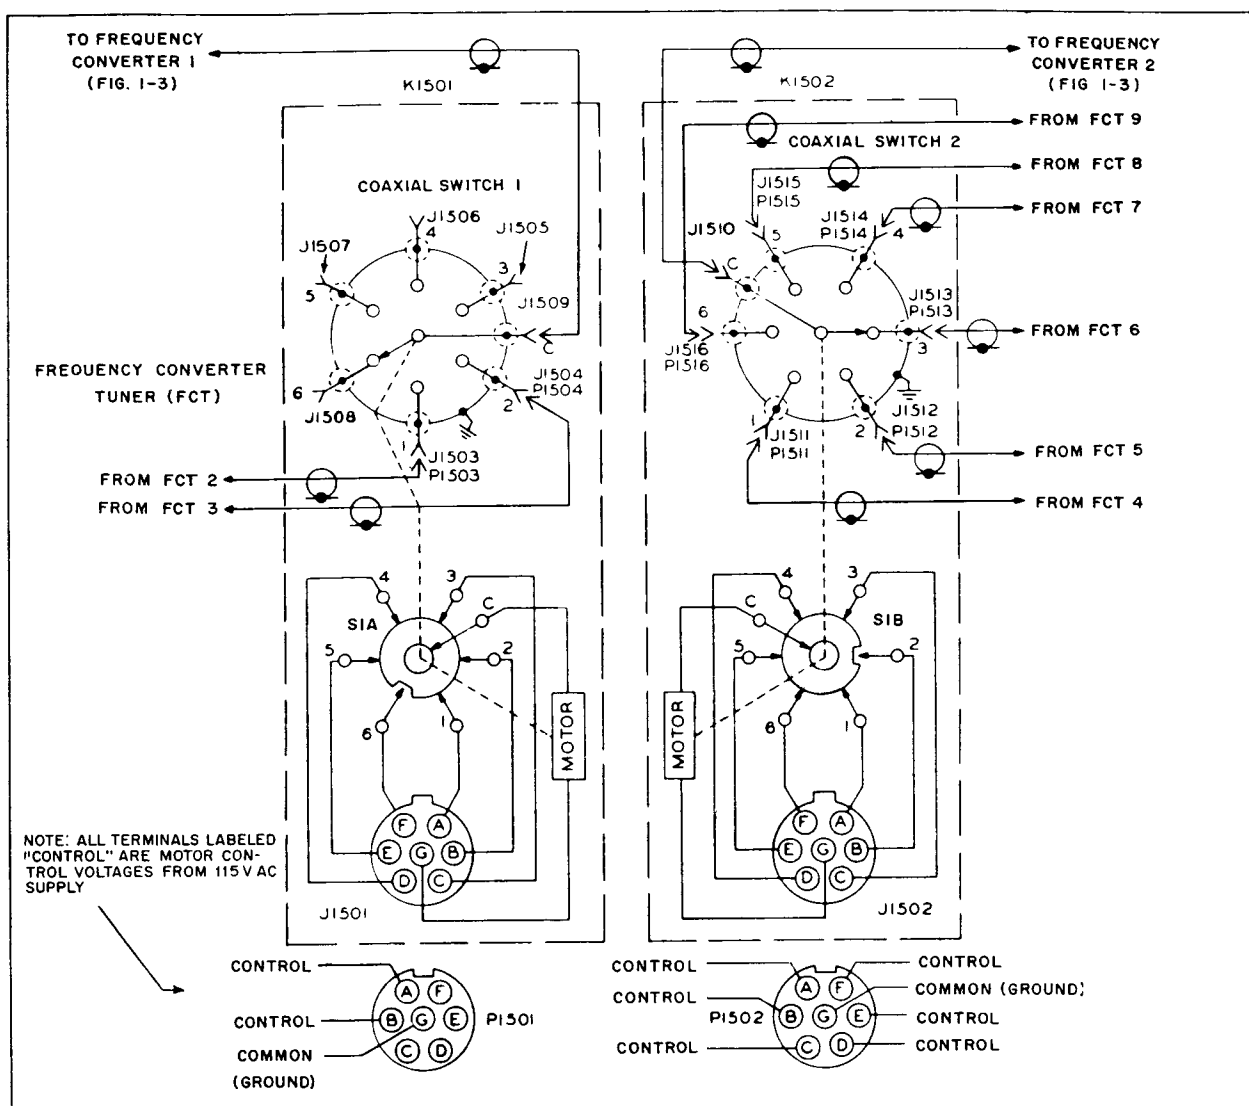 TO FREQUENCY
CONVERTER 1
(FIG. 1-3)
K1501
K1502
TO FREQUENCY
CONVERTER 2
(FIG 1-3)
FROM FCT 9
COAXIAL SWITCH 2
FROM FCT 8
FROM FCT 7
COAXIAL SWITCH 1
J1506
4
J1505
3
J1507
5
J1509
C
J1504
P1504
2
6
J1508
1
J1503
P1503
J1515
P1515
5
J1514
P1514
4
J1510
C
J1513
P1513
3
FROM FCT 6
6
J1516
P1516
1
J1511
P1511
2
J1512
P1512
FREQUENCY CONVERTER
TUNER (FCT)
FROM FCT 2
FROM FCT 3
FROM FCT 5
FROM FCT 4
4
3
C
S1A
5
2
6
1
MOTOR
F
A
E
G
B
D
C
J1501
4
3
C
S1B
5
2
6
1
MOTOR
F
A
E
G
B
D
C
J1502
NOTE: ALL TERMINALS LABELED
"CONTROL" ARE MOTOR CON-
TROL VOLTAGES FROM 115V AC
SUPPLY
CONTROL
A
F
CONTROL
B
G
E
P1501
COMMON
(GROUND)
C
D
CONTROL
A
F
CONTROL
CONTROL
COMMON (GROUND)
P1502
B
G
E
CONTROL
CONTROL
C
D
CONTROL